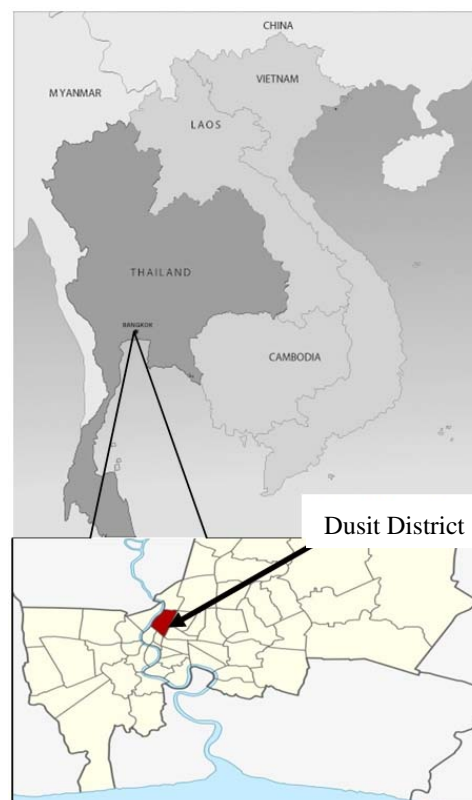 CHINA
VIETNAM
MYANMAR
LAOS
THAILAND
BANGKOK
CAMBODIA
Dusit District